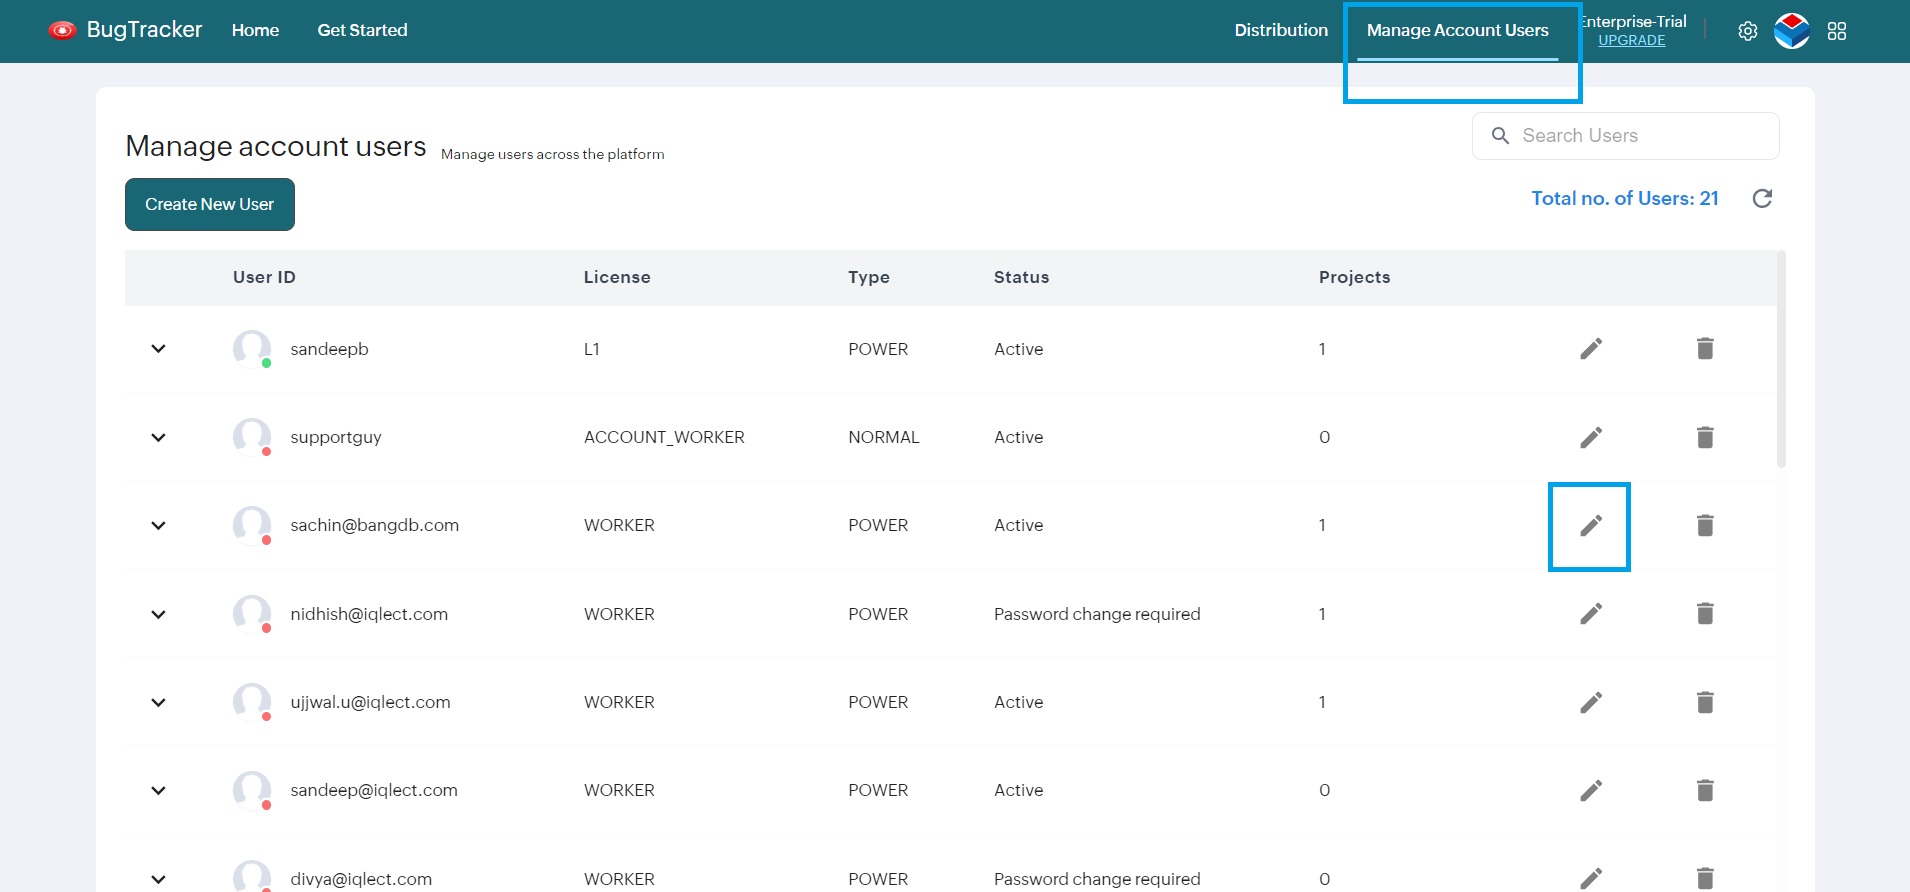 BugTracker Home Get Started Distribution Manage Account Users Enterprise-Trial
UPGRADE
Manage account users Manage users across the platform
Search Users
Create New User
Total no. of Users: 21
User ID License Type Status Projects
sandeepb L1 POWER Active 1
supportguy ACCOUNT_WORKER NORMAL Active 0
sachin@bangdb.com WORKER POWER Active 1
nidhish@iqlect.com WORKER POWER Password change required 1
ujjwal.u@iqlect.com WORKER POWER Active 1
sandeep@iqlect.com WORKER POWER Active 0
divya@iqlect.com WORKER POWER Password change required 0